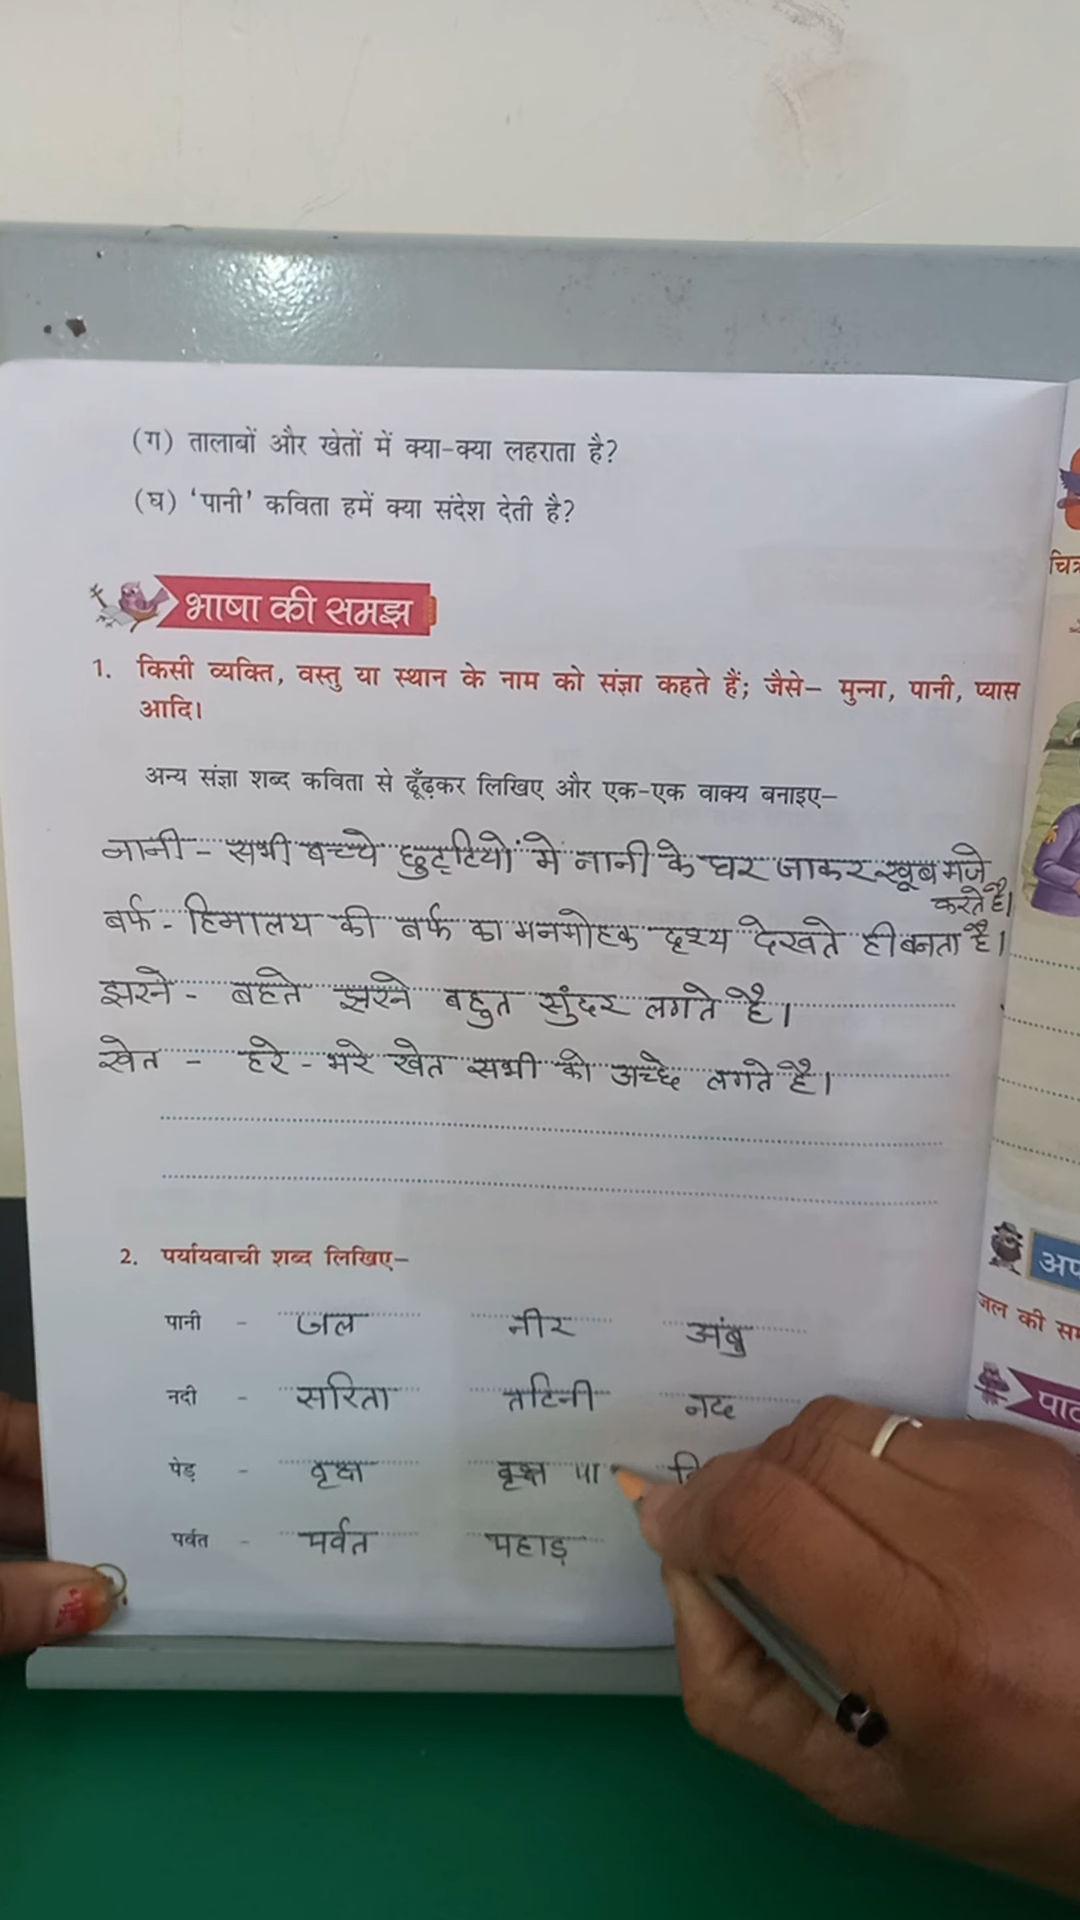 (ग) तालाबों और खेतों में क्या-क्या लहराता है?
(घ) 'पानी' कविता हमें क्या संदेश देती है?
भाषा की समझ
1. किसी व्यक्ति, वस्तु या स्थान के नाम को संज्ञा कहते हैं; जैसे– मुन्ना, पानी, प्यास
आदि।
अन्य संज्ञा शब्द कविता से ढूँढ़कर लिखिए और एक-एक वाक्य बनाइए–
नानी - सभी बच्चे छुट्टियों में नानी के घर जाकर खूब मजे
करते है।
बर्फ - हिमालय की बर्फ का मनमोहक दृश्य देखते ही बनता है।
झरने - बहते झरने बहुत सुंदर लगते है।
खेत - हरे - भरे खेत सभी को अच्छे लगते है।
2. पर्यायवाची शब्द लिखिए–
पानी - जल नीर अंबु
नदी - सरिता तटिनी नद
पेड़ - वृक्ष वृक्ष पा
पर्वत - पर्वत पहाड़
चित्र
जल की सम